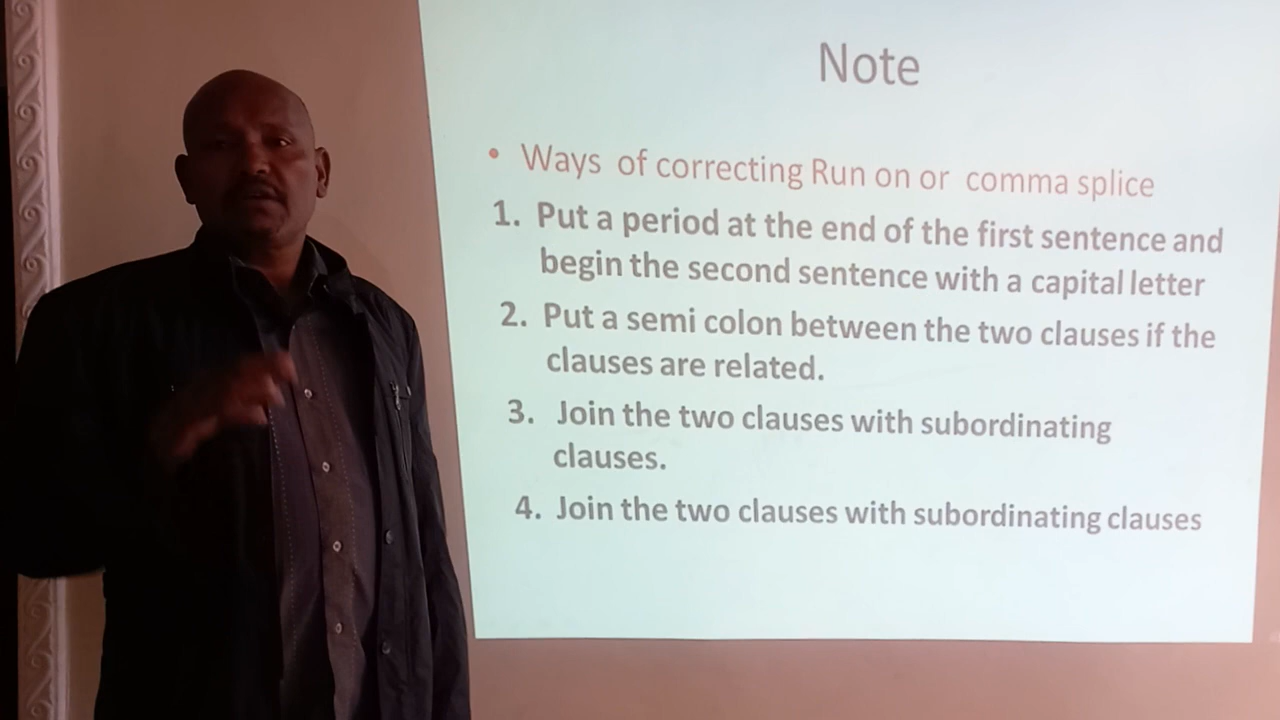 Note
• Ways of correcting Run on or comma splice
1. Put a period at the end of the first sentence and
begin the second sentence with a capital letter
2. Put a semi colon between the two clauses if the
clauses are related.
3. Join the two clauses with subordinating
clauses.
4. Join the two clauses with subordinating clauses